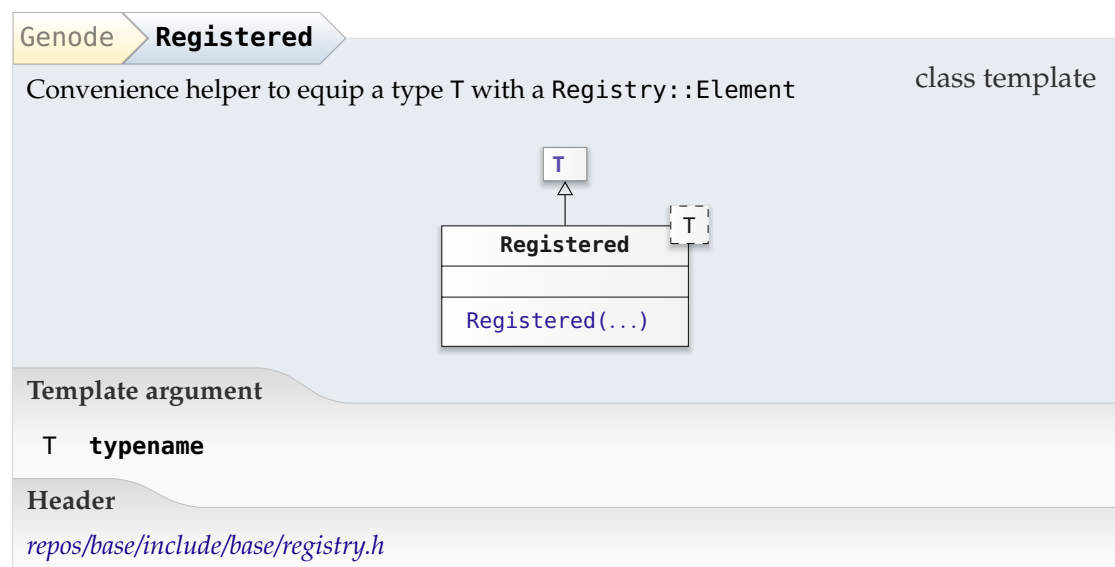 Genode Registered
Convenience helper to equip a type T with a Registry::Element class template
T
T
Registered
Registered(...)
Template argument
T typename
Header
repos/base/include/base/registry.h